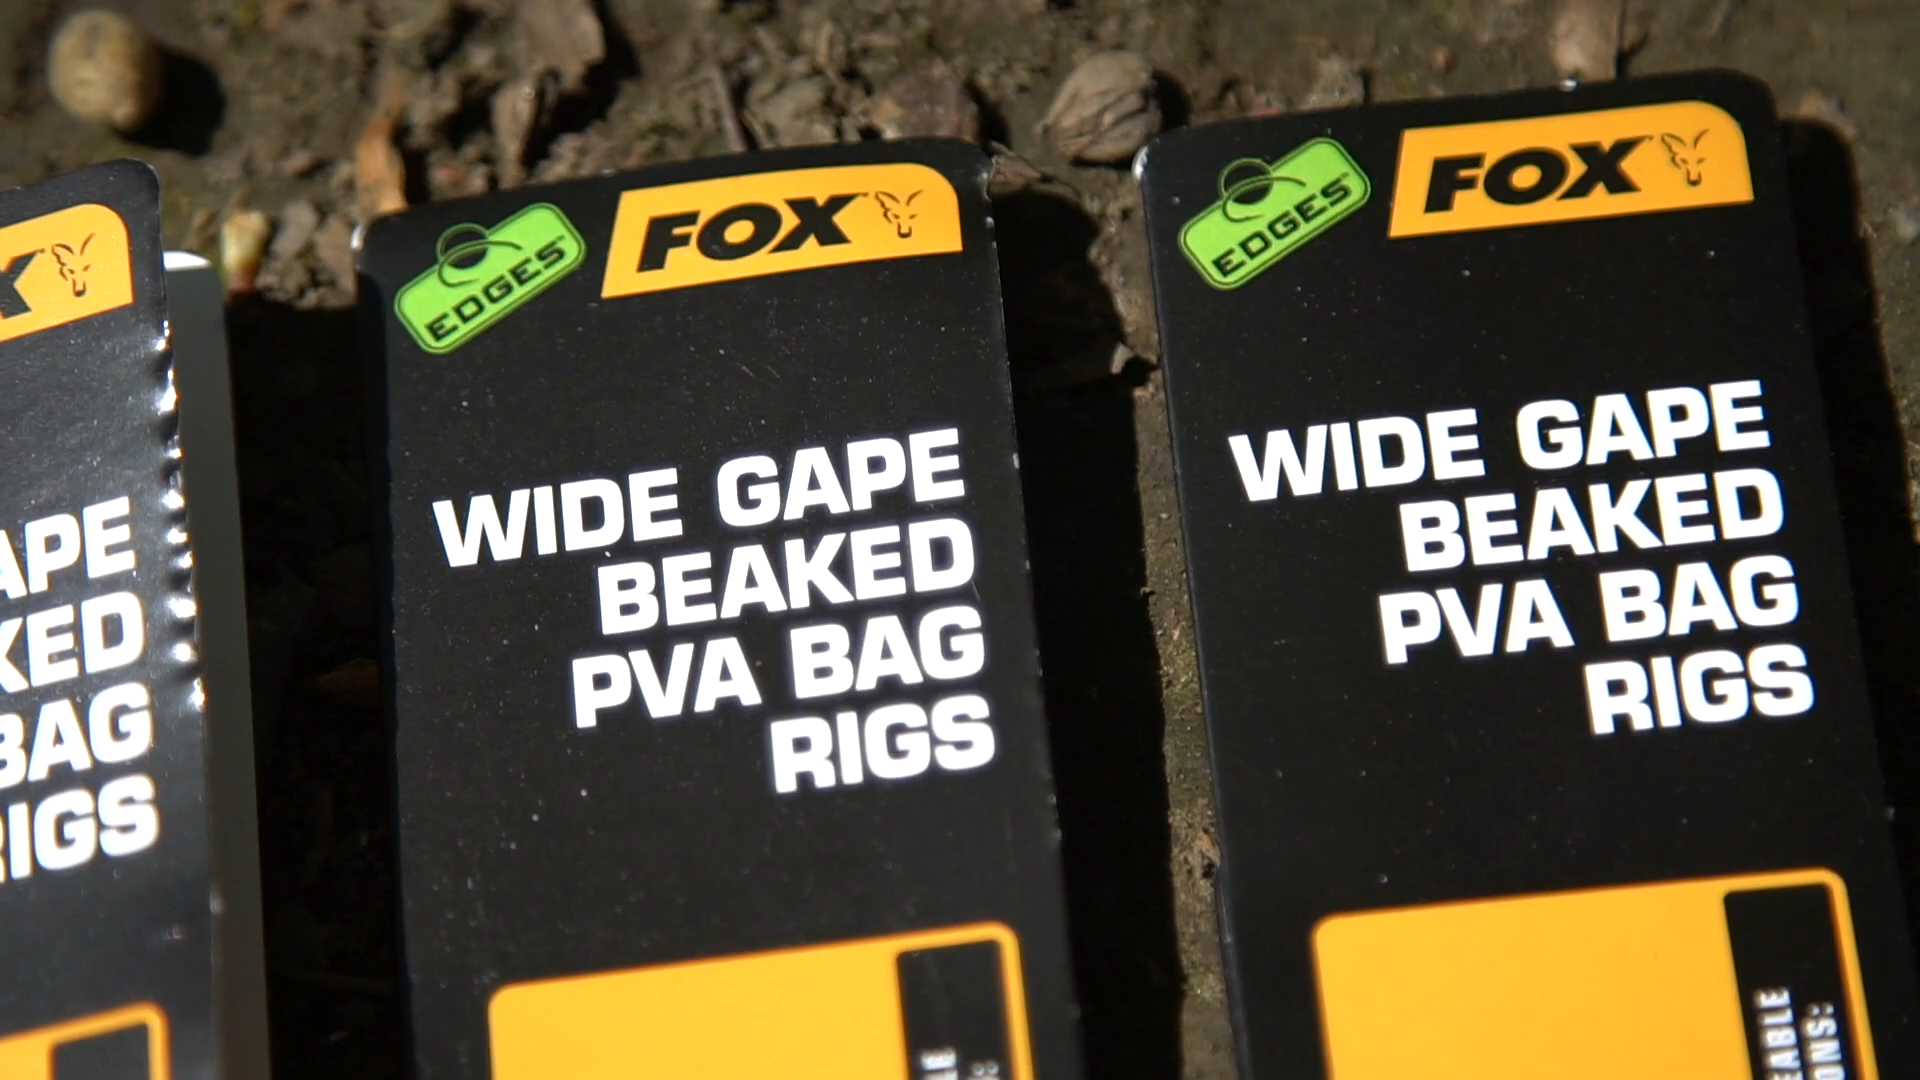 APE
KED
BAG
RIGS
EDGES
FOX
WIDE GAPE
BEAKED
PVA BAG
RIGS
EDGES
FOX
WIDE GAPE
BEAKED
PVA BAG
RIGS